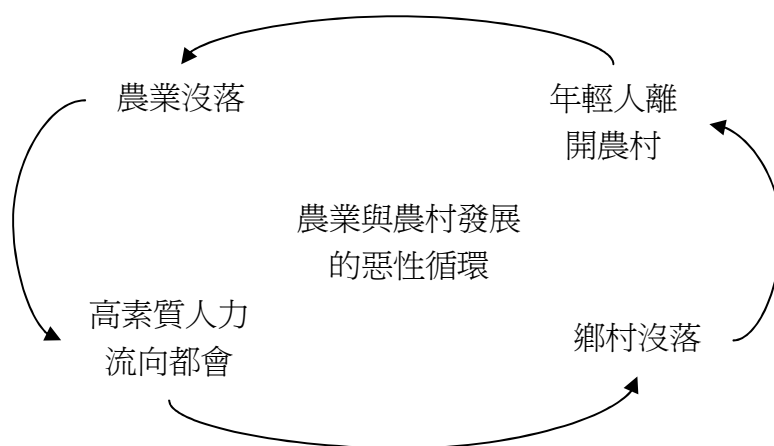 農業沒落
年輕人離
開農村
農業與農村發展
的惡性循環
高素質人力
流向都會
鄉村沒落